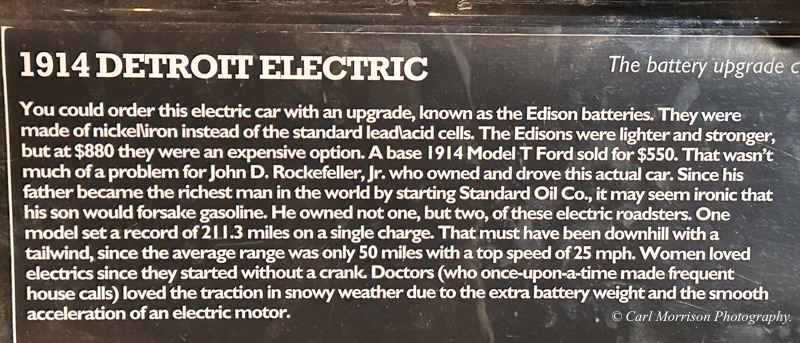 1914 DETROIT ELECTRIC
The battery upgrade
You could order this electric car with an upgrade, known as the Edison batteries. They were
made of nickel\iron instead of the standard lead\acid cells. The Edisons were lighter and stronger,
but at $880 they were an expensive option. A base 1914 Model T Ford sold for $550. That wasn't
much of a problem for John D. Rockefeller, Jr. who owned and drove this actual car. Since his
father became the richest man in the world by starting Standard Oil Co., it may seem ironic that
his son would forsake gasoline. He owned not one, but two, of these electric roadsters. One
model set a record of 211.3 miles on a single charge. That must have been downhill with a
tailwind, since the average range was only 50 miles with a top speed of 25 mph. Women loved
electrics since they started without a crank. Doctors (who once-upon-a-time made frequent
house calls) loved the traction in snowy weather due to the extra battery weight and the smooth
acceleration of an electric motor.
© Carl Morrison Photography.